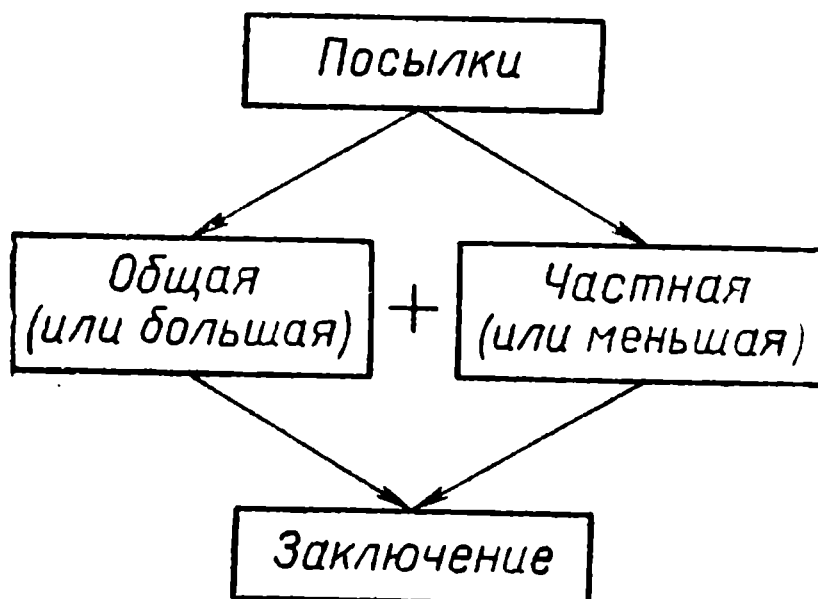 Посылки
Общая
(или большая)
+
Частная
(или меньшая)
Заключение